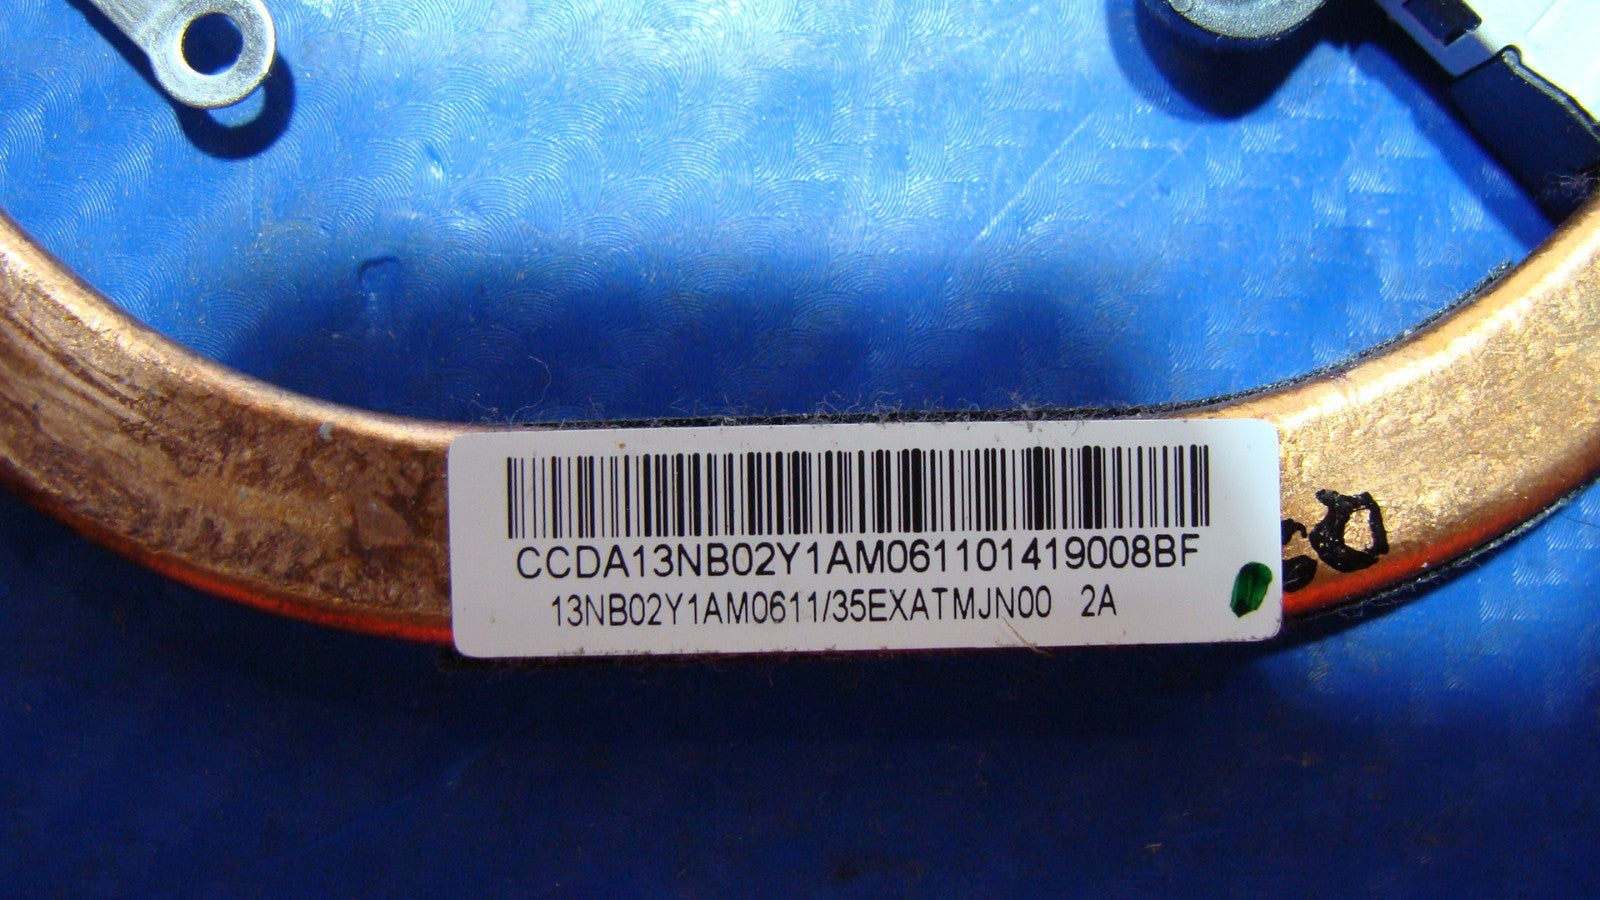 CCDA13NB02Y1AM061101419008BF
13NB02Y1AM0611/35EXATMJN00 2A